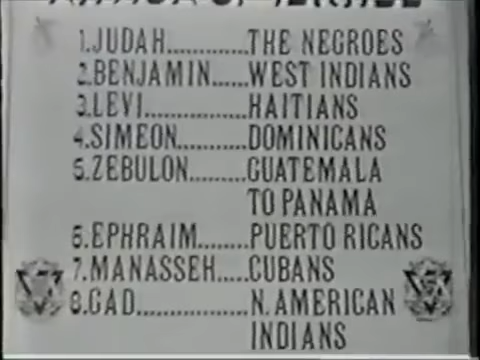 1.JUDAH............THE NEGROES
2.BENJAMIN......WEST INDIANS
3.LEVI...............HAITIANS
4.SIMEON..........DOMINICANS
5.ZEBULON.........GUATEMALA
TO PANAMA
6.EPHRAIM........PUERTO RICANS
7.MANASSEH.....CUBANS
8.GAD.................N. AMERICAN
INDIANS